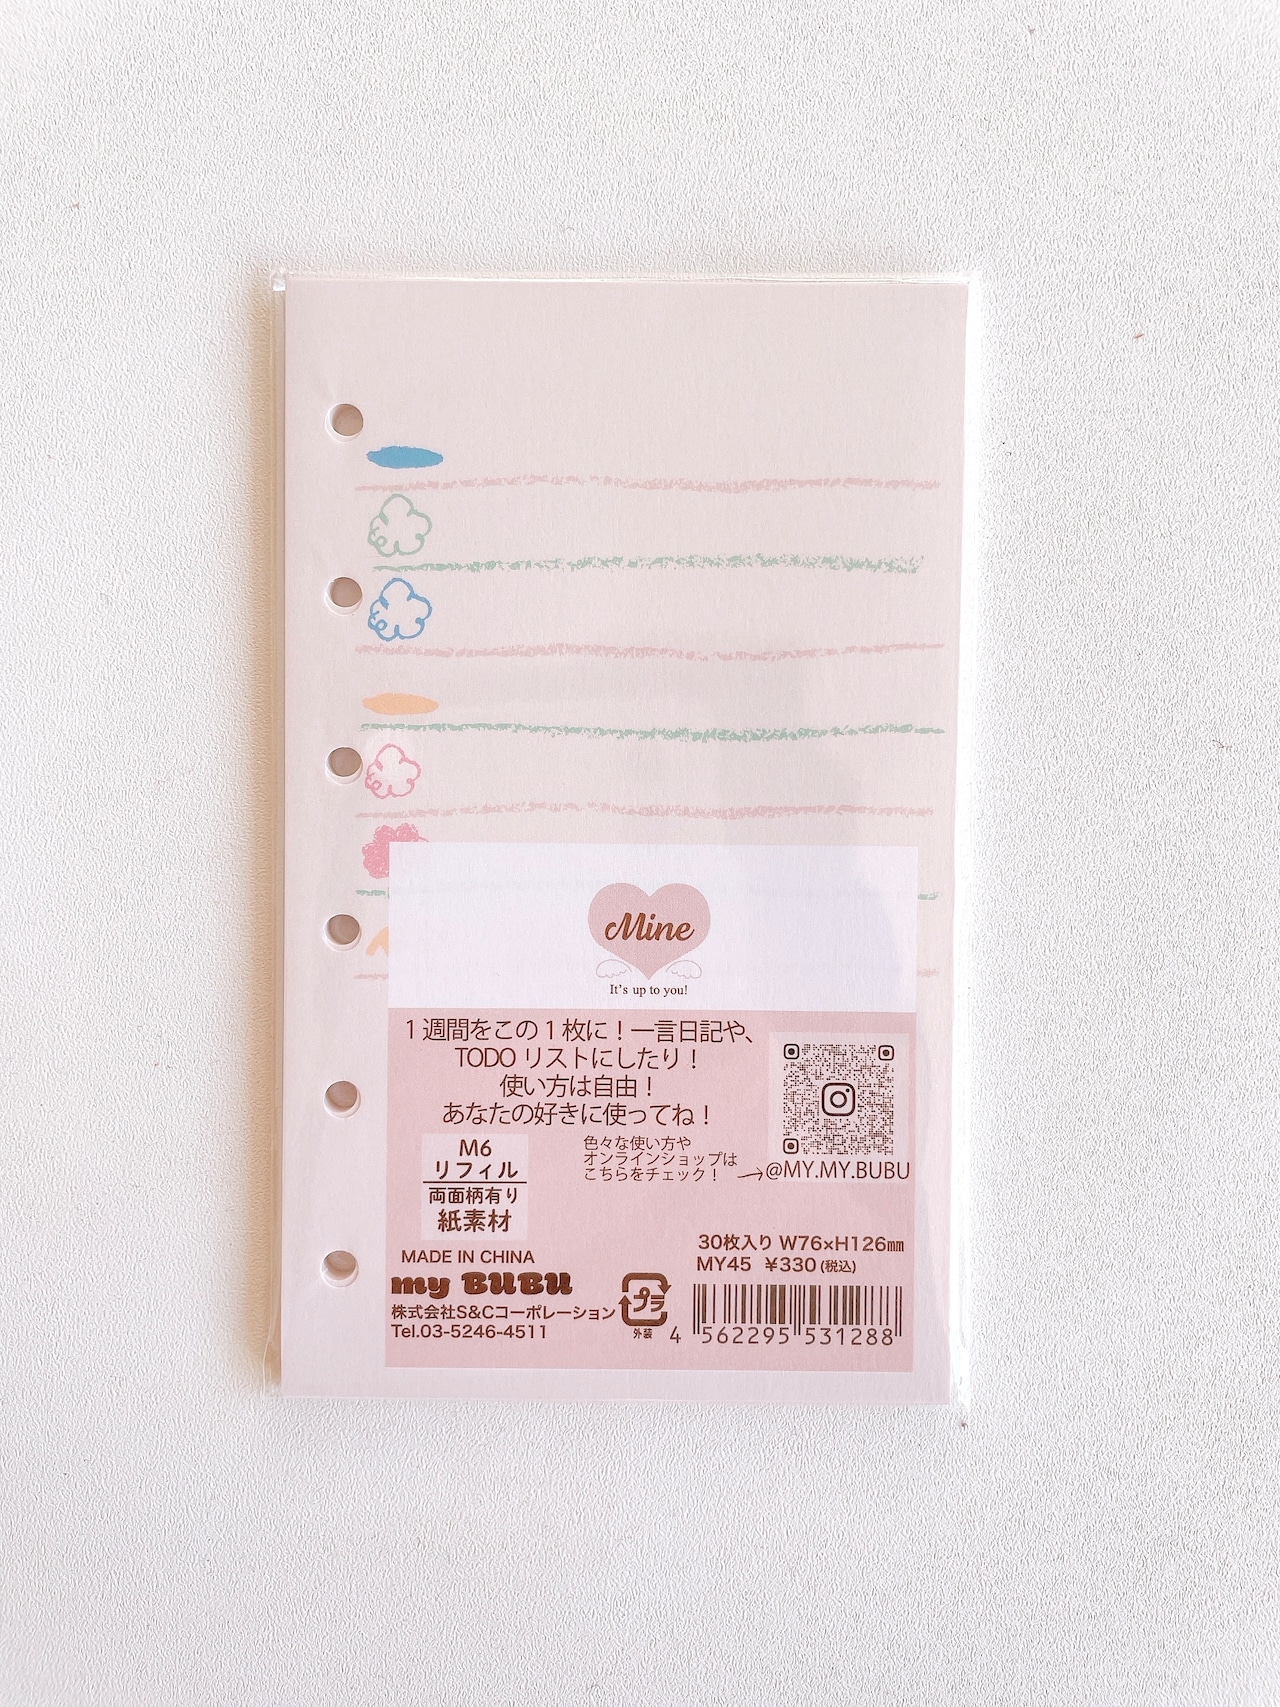 Mine
It's up to you!
1週間をこの1枚に！一言日記や、
TODO リストにしたり！
使い方は自由！
あなたの好きに使ってね！
M6
リフィル
両面柄有り
紙素材
色々な使い方や
オンラインショップは
こちらをチェック！
@MY.MY.BUBU
30枚入り W76×H126㎜
MY45 ¥330(税込)
MADE IN CHINA
my BUBU
株式会社S&Cコーポレーション
Tel.03-5246-4511
プラ
外装
4 562295 531288